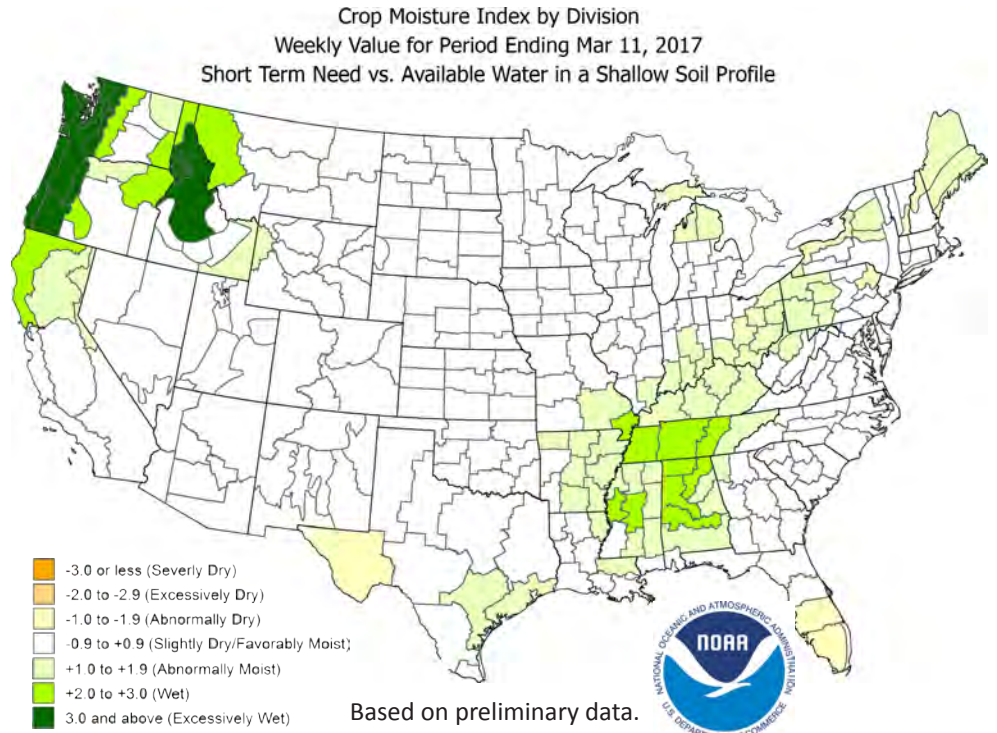 Crop Moisture Index by Division
Weekly Value for Period Ending Mar 11, 2017
Short Term Need vs. Available Water in a Shallow Soil Profile
-3.0 or less (Severly Dry)
-2.0 to -2.9 (Excessively Dry)
-1.0 to -1.9 (Abnormally Dry)
-0.9 to +0.9 (Slightly Dry/Favorably Moist)
+1.0 to +1.9 (Abnormally Moist)
+2.0 to +3.0 (Wet)
3.0 and above (Excessively Wet)
Based on preliminary data.
NATIONAL OCEANIC AND ATMOSPHERIC ADMINISTRATION
NOAA